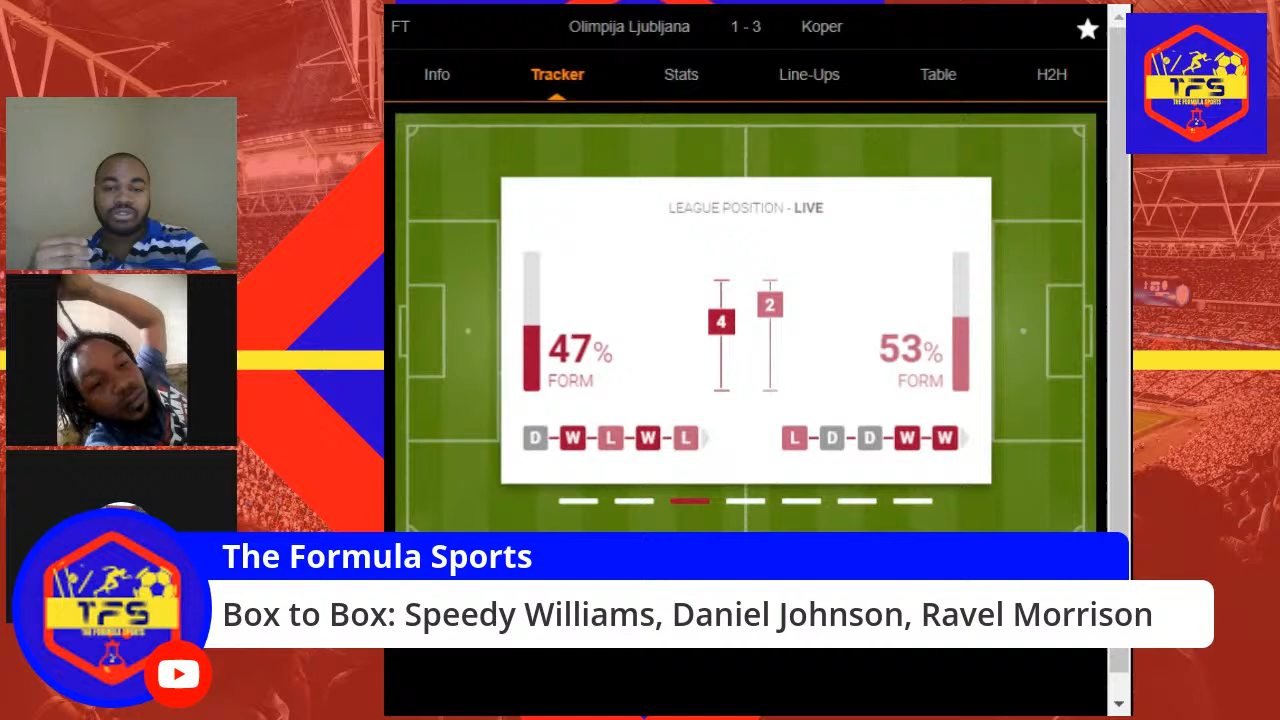 FT Olimpija Ljubljana 1 - 3 Koper
Info Tracker Stats Line-Ups Table H2H
TFS
THE FORMULA SPORTS
LEAGUE POSITION - LIVE
4 2
47% 53%
FORM FORM
D W L W L L D D W W
The Formula Sports
Box to Box: Speedy Williams, Daniel Johnson, Ravel Morrison
TFS
THE FORMULA SPORTS